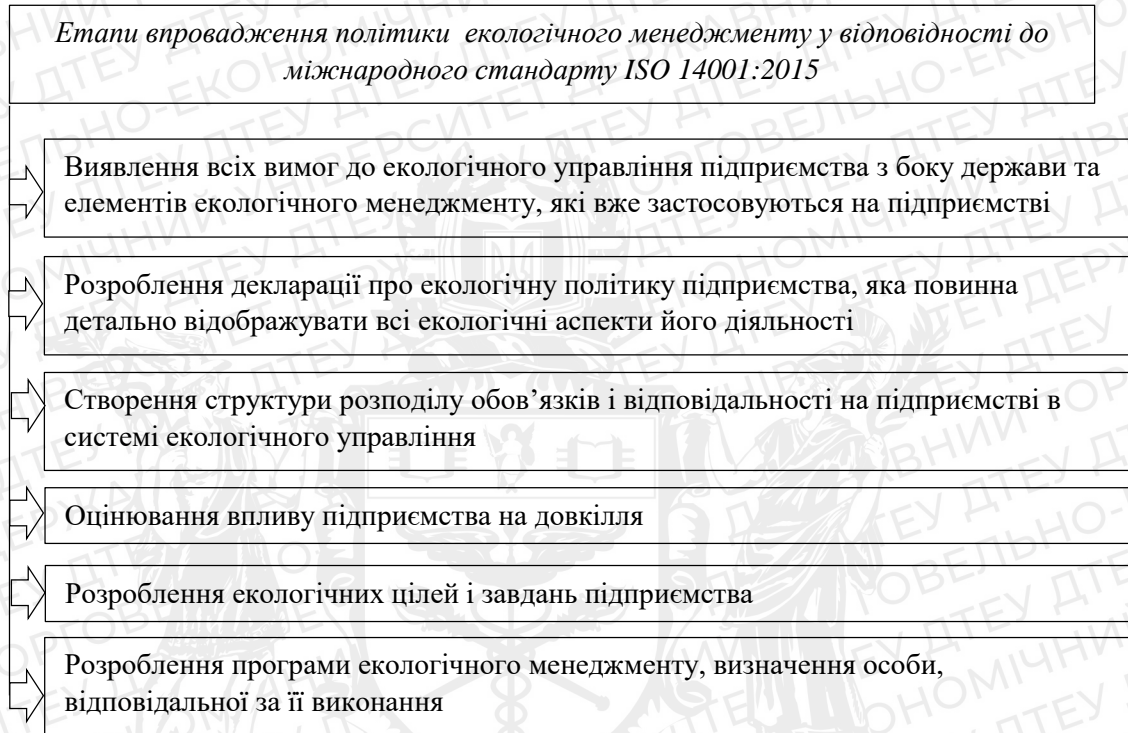 Етапи впровадження політики екологічного менеджменту у відповідності до
міжнародного стандарту ISO 14001:2015
Виявлення всіх вимог до екологічного управління підприємства з боку держави та
елементів екологічного менеджменту, які вже застосовуються на підприємстві
Розроблення декларації про екологічну політику підприємства, яка повинна
детально відображувати всі екологічні аспекти його діяльності
Створення структури розподілу обов’язків і відповідальності на підприємстві в
системі екологічного управління
Оцінювання впливу підприємства на довкілля
Розроблення екологічних цілей і завдань підприємства
Розроблення програми екологічного менеджменту, визначення особи,
відповідальної за її виконання